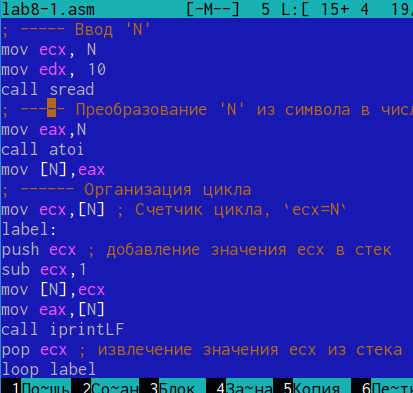 lab8-1.asm [-M--] 5 L:[ 15+ 4 19/
; ----- Ввод 'N'
mov ecx, N
mov edx, 10
call sread
; ----- Преобразование 'N' из символа в числ
mov eax,N
call atoi
mov [N],eax
; ------ Организация цикла
mov ecx,[N] ; Счетчик цикла, `ecx=N`
label:
push ecx ; добавление значения ecx в стек
sub ecx,1
mov [N],ecx
mov eax,[N]
call iprintLF
pop ecx ; извлечение значения ecx из стека
loop label
1По~щь 2Со~ан 3Блок 4За~на 5Копия 6Пе~ть